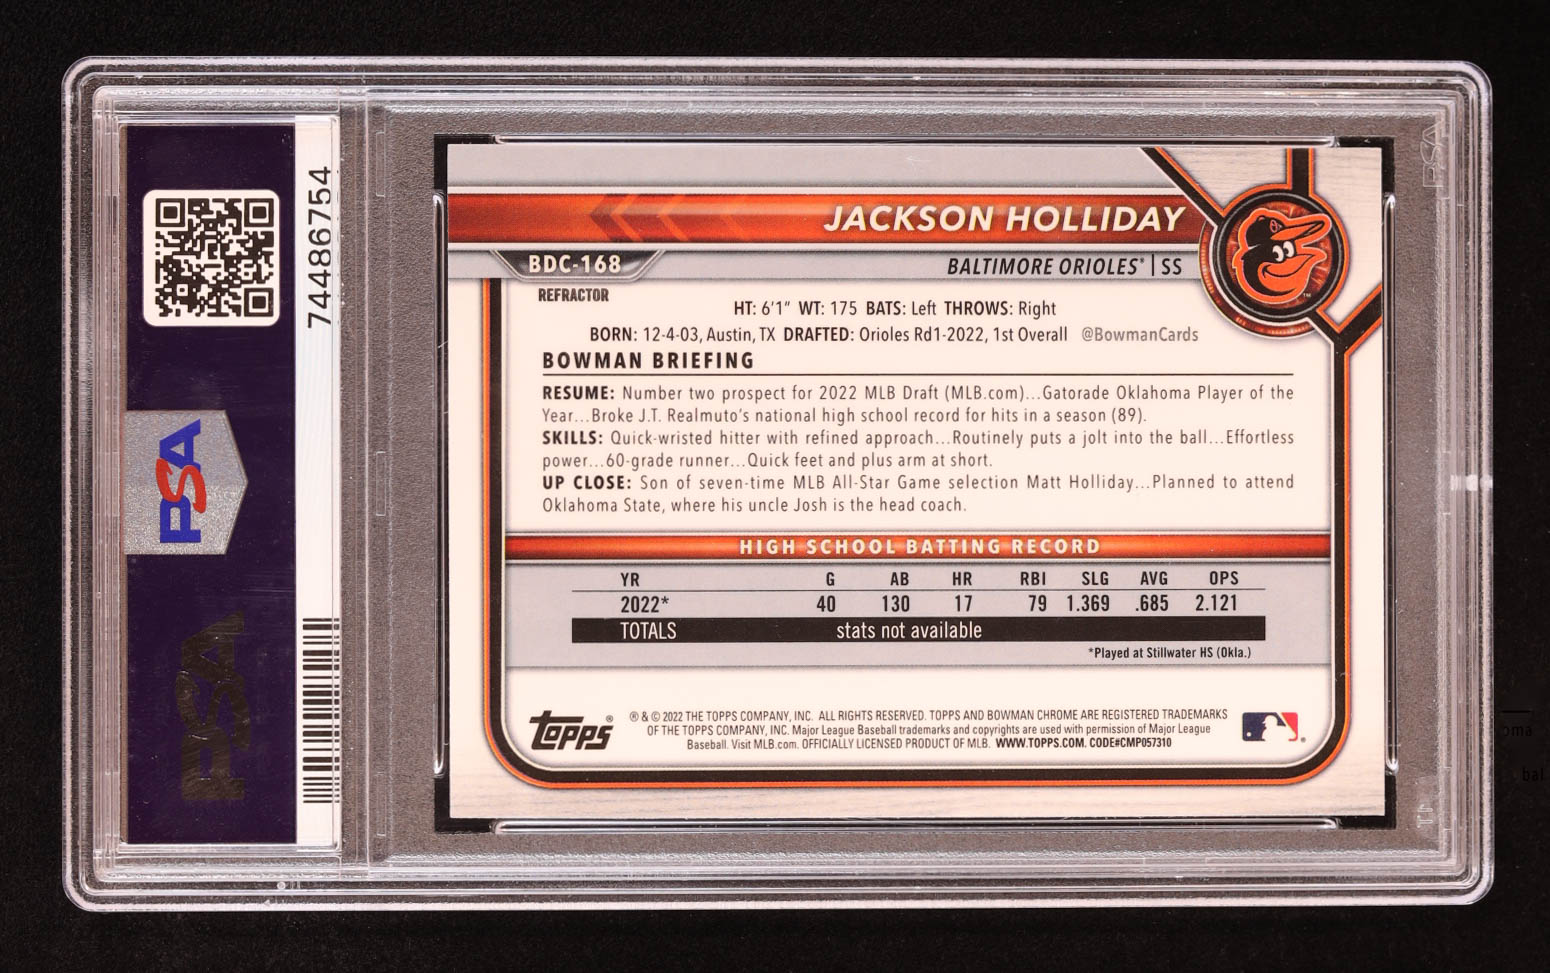 74486754
PSA
PSA
JACKSON HOLLIDAY
BDC-168
BALTIMORE ORIOLES® | SS
REFRACTOR
HT: 6'1" WT: 175 BATS: Left THROWS: Right
BORN: 12-4-03, Austin, TX DRAFTED: Orioles Rd1-2022, 1st Overall @BowmanCards
BOWMAN BRIEFING
RESUME: Number two prospect for 2022 MLB Draft (MLB.com)...Gatorade Oklahoma Player of the
Year...Broke J.T. Realmuto's national high school record for hits in a season (89).
SKILLS: Quick-wristed hitter with refined approach...Routinely puts a jolt into the ball...Effortless
power...60-grade runner...Quick feet and plus arm at short.
UP CLOSE: Son of seven-time MLB All-Star Game selection Matt Holliday...Planned to attend
Oklahoma State, where his uncle Josh is the head coach.
HIGH SCHOOL BATTING RECORD
YR G AB HR RBI SLG AVG OPS
2022* 40 130 17 79 1.369 .685 2.121
TOTALS stats not available
*Played at Stillwater HS (Okla.)
Topps®
® & © 2022 THE TOPPS COMPANY, INC. ALL RIGHTS RESERVED. TOPPS AND BOWMAN CHROME ARE REGISTERED TRADEMARKS
OF THE TOPPS COMPANY, INC. Major League Baseball trademarks and copyrights are used with permission of Major League
Baseball. Visit MLB.com. OFFICIALLY LICENSED PRODUCT OF MLB. WWW.TOPPS.COM. CODE#CMP057310
PSA
oma
bal